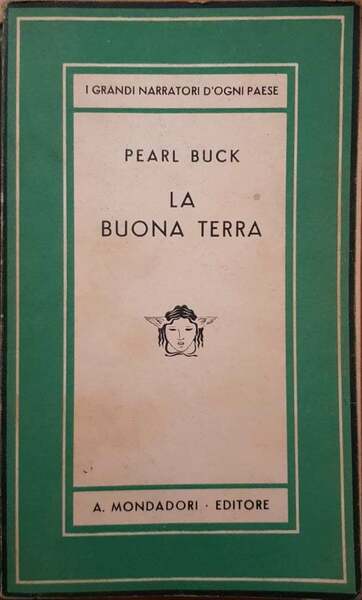 I GRANDI NARRATORI D'OGNI PAESE
PEARL BUCK
LA
BUONA TERRA
A. MONDADORI · EDITORE